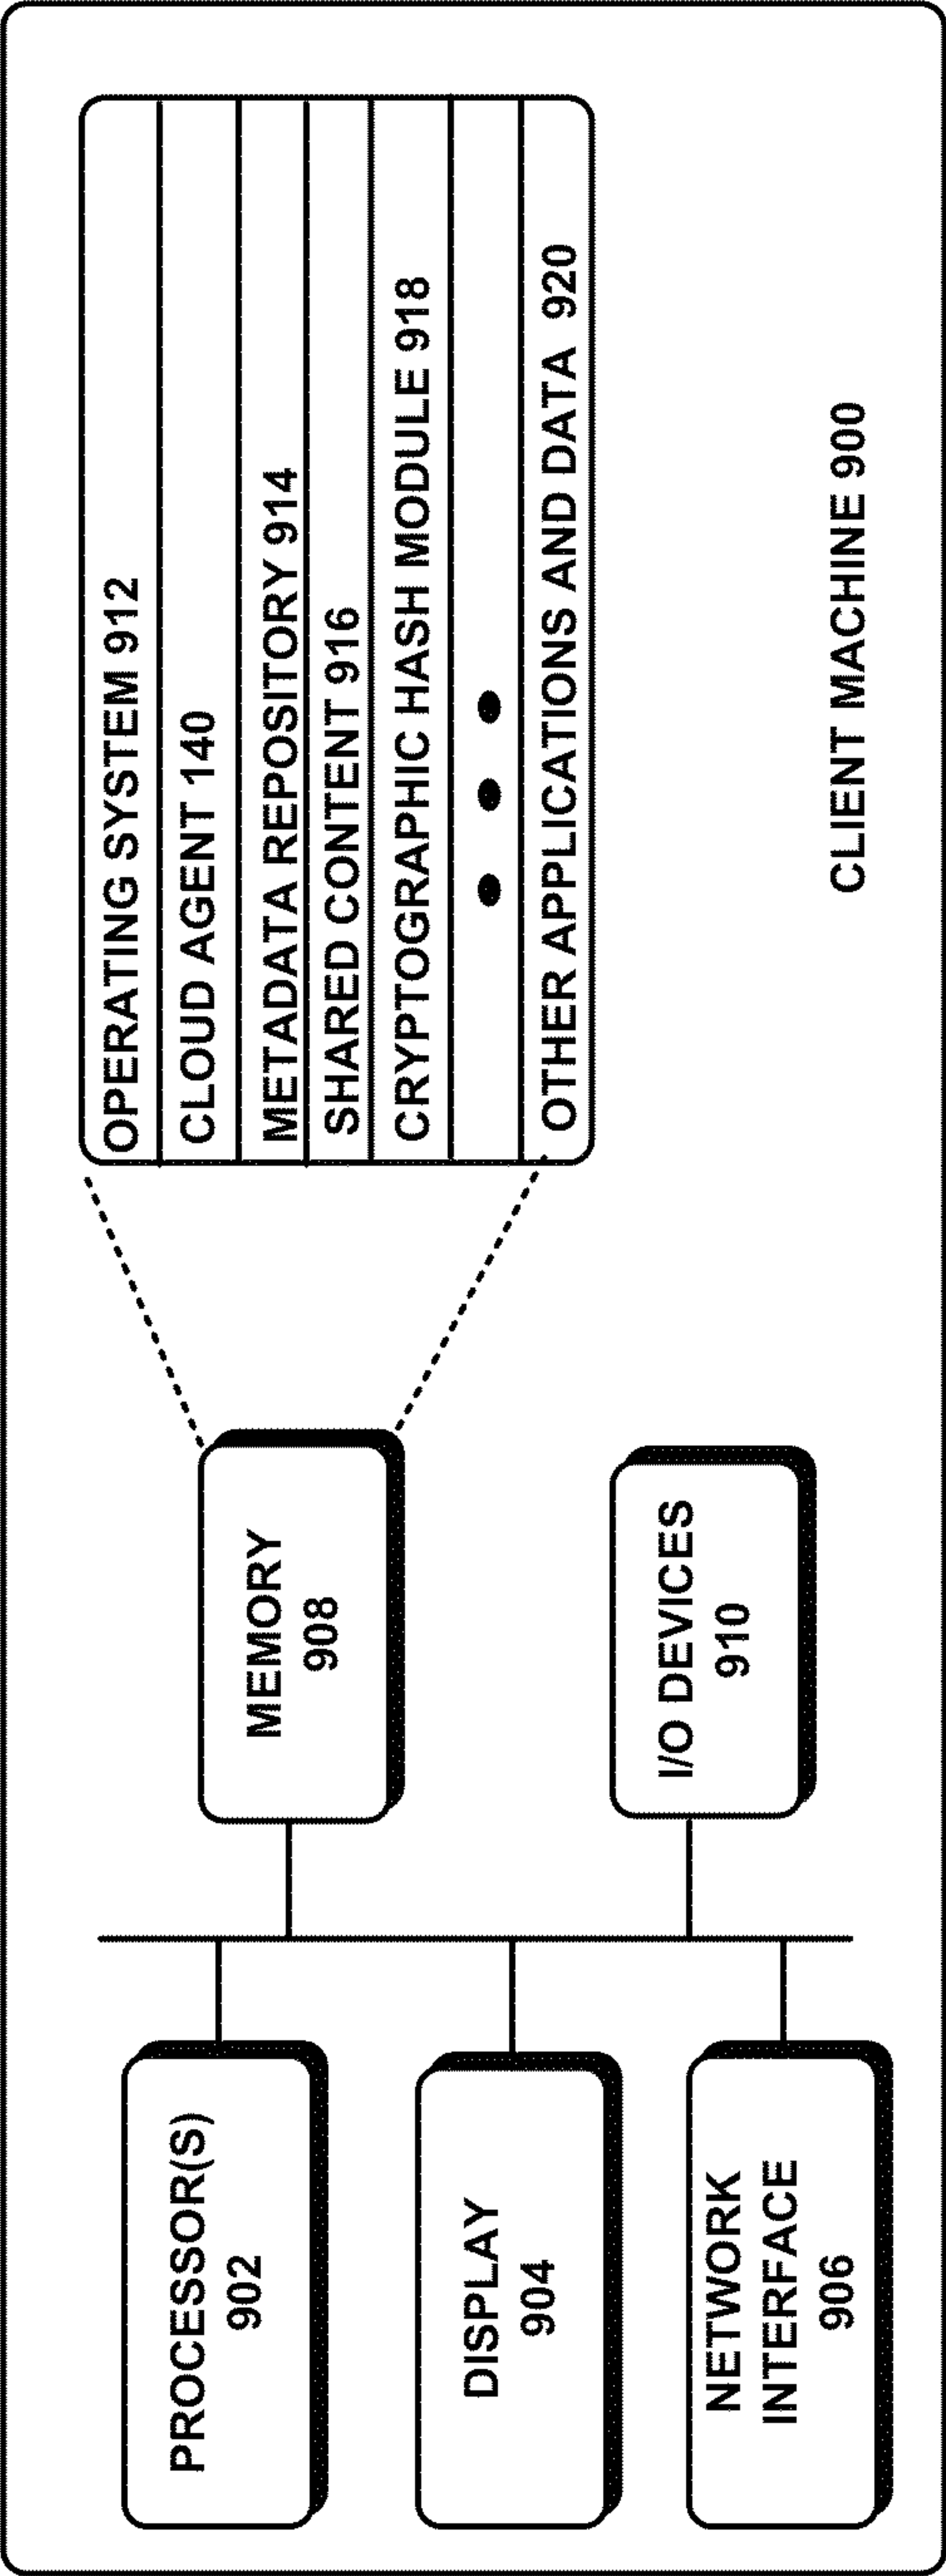 PROCESSOR(S)
902
DISPLAY
904
NETWORK
INTERFACE
906
MEMORY
908
I/O DEVICES
910
OPERATING SYSTEM 912
CLOUD AGENT 140
METADATA REPOSITORY 914
SHARED CONTENT 916
CRYPTOGRAPHIC HASH MODULE 918
OTHER APPLICATIONS AND DATA 920
CLIENT MACHINE 900